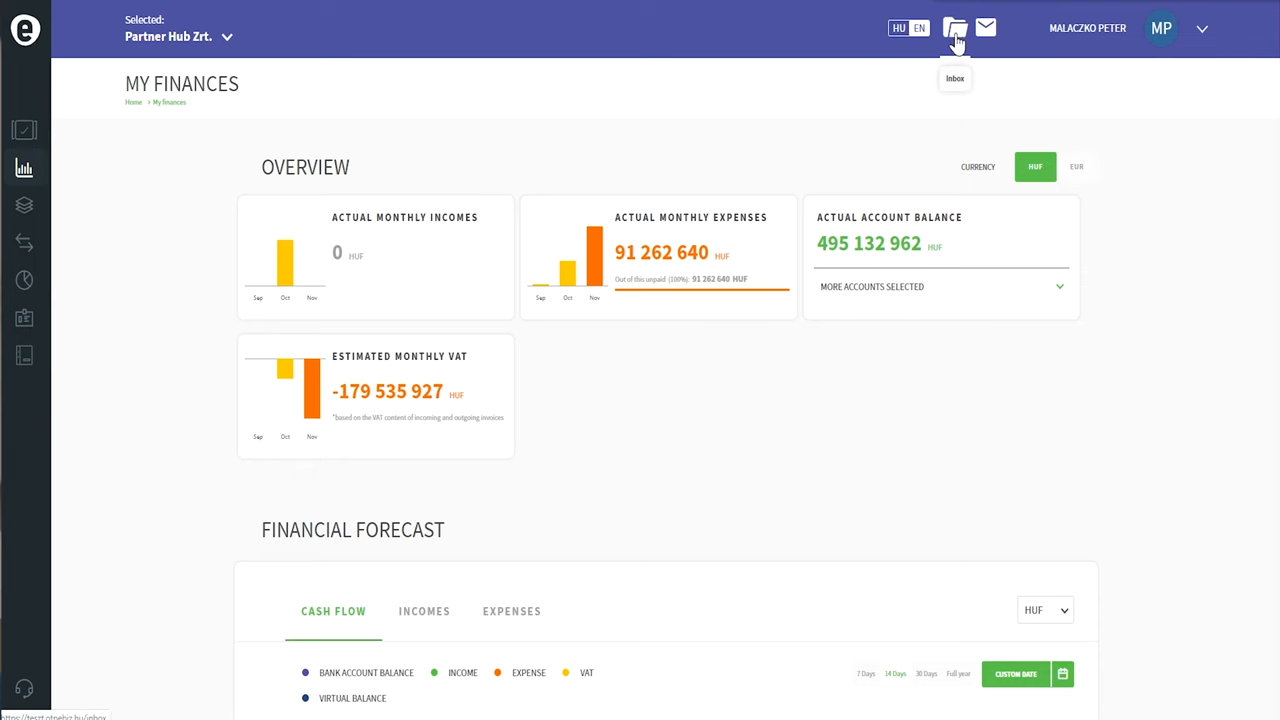 Selected:
Partner Hub Zrt.
HU EN
MALACZKO PETER
MP
Inbox
MY FINANCES
Home > My finances
OVERVIEW
CURRENCY
HUF
EUR
ACTUAL MONTHLY INCOMES
0 HUF
Sep Oct Nov
ACTUAL MONTHLY EXPENSES
91 262 640 HUF
Out of this unpaid (100%): 91 262 640 HUF
Sep Oct Nov
ACTUAL ACCOUNT BALANCE
495 132 962 HUF
MORE ACCOUNTS SELECTED
ESTIMATED MONTHLY VAT
-179 535 927 HUF
*based on the VAT content of incoming and outgoing invoices
Sep Oct Nov
FINANCIAL FORECAST
CASH FLOW
INCOMES
EXPENSES
HUF
BANK ACCOUNT BALANCE
INCOME
EXPENSE
VAT
7 Days 14 Days 30 Days Full year
CUSTOM DATE
VIRTUAL BALANCE
https://teszt.otpebiz.hu/inbox